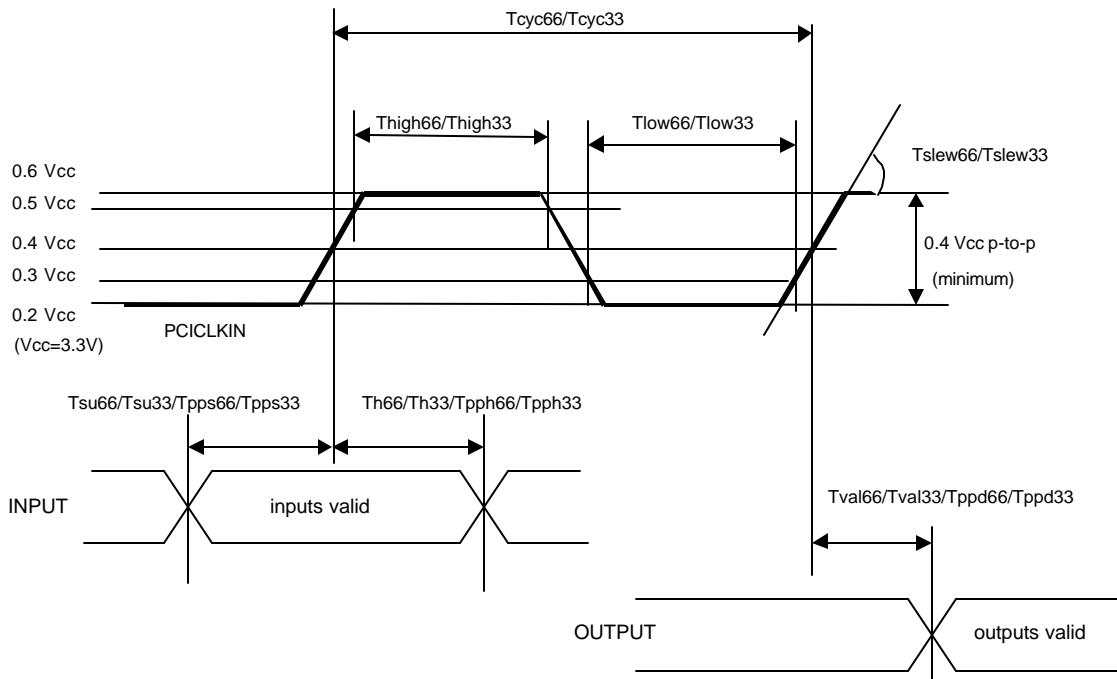 Tcyc66/Tcyc33
Thigh66/Thigh33
Tlow66/Tlow33
Tslew66/Tslew33
0.6 Vcc
0.5 Vcc
0.4 Vcc
0.4 Vcc p-to-p
(minimum)
0.3 Vcc
0.2 Vcc
(Vcc=3.3V)
PCICLKIN
Tsu66/Tsu33/Tpps66/Tpps33
Th66/Th33/Tpph66/Tpph33
INPUT
inputs valid
Tval66/Tval33/Tppd66/Tppd33
OUTPUT
outputs valid